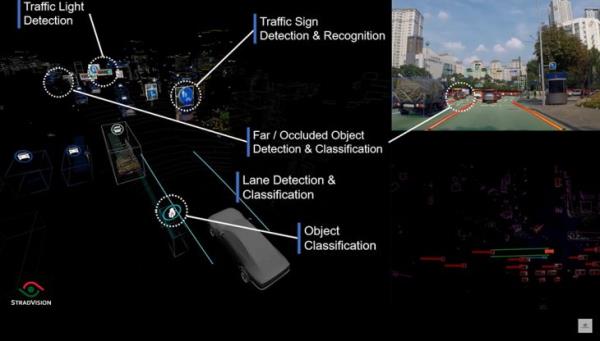 Traffic Light
Detection
Traffic Sign
Detection & Recognition
Far / Occluded Object
Detection & Classification
Lane Detection &
Classification
Object
Classification
STRADVISION